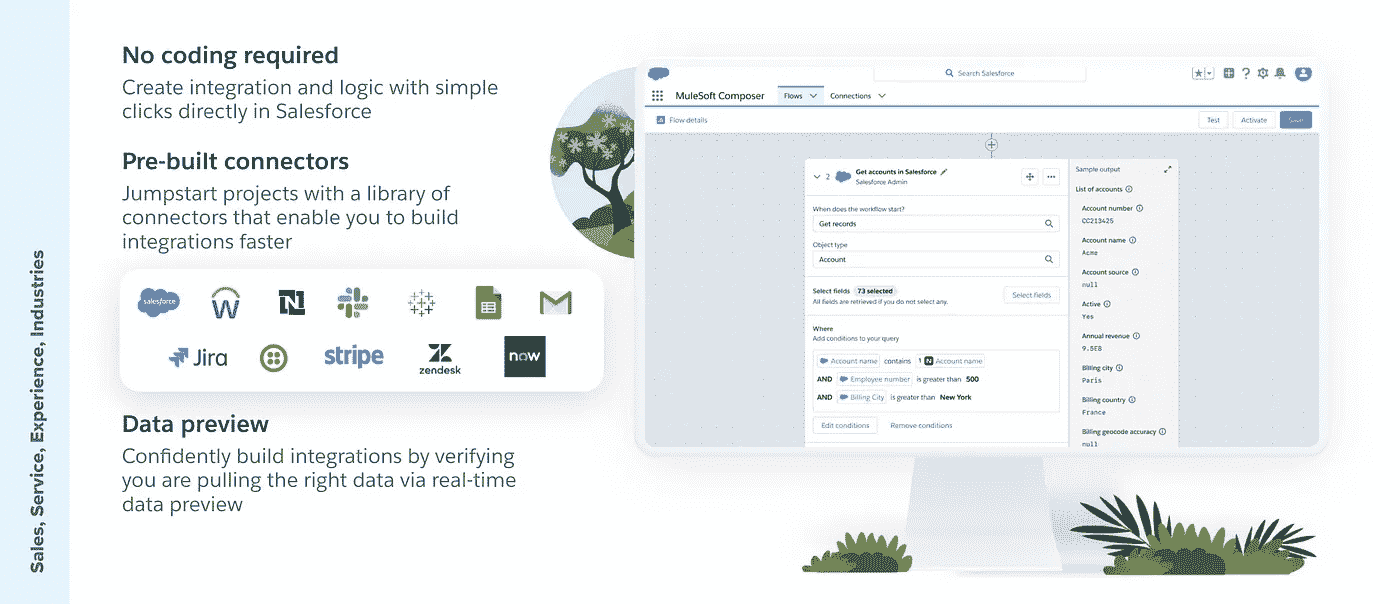 Sales, Service, Experience, Industries
No coding required
Create integration and logic with simple
clicks directly in Salesforce
Pre-built connectors
Jumpstart projects with a library of
connectors that enable you to build
integrations faster
salesforce
W
N
Jira
stripe
zendesk
now
Data preview
Confidently build integrations by verifying
you are pulling the right data via real-time
data preview
Search Salesforce
MuleSoft Composer
Flows
Connections
Flow details
Test
Activate
Save
2
Get accounts in Salesforce
Salesforce Admin
When does the workflow start?
Get records
Object type
Account
Select fields 73 selected
All fields are retrieved if you do not select any.
Select fields
Where
Add conditions to your query
Account name contains 1 N Account name
AND Employee number is greater than 500
AND Billing City is greater than New York
Edit conditions
Remove conditions
Sample output
List of accounts
Account number
CC213425
Account name
Acme
Account source
null
Active
Yes
Annual revenue
9.5E8
Billing city
Paris
Billing country
France
Billing geocode accuracy
null